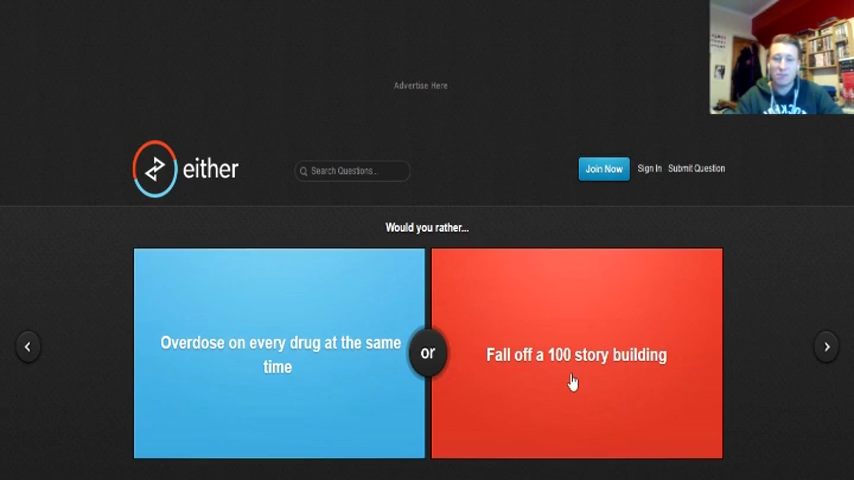 Advertise Here
either
Search Questions...
Join Now
Sign In
Submit Question
Would you rather...
Overdose on every drug at the same
time
or
Fall off a 100 story building